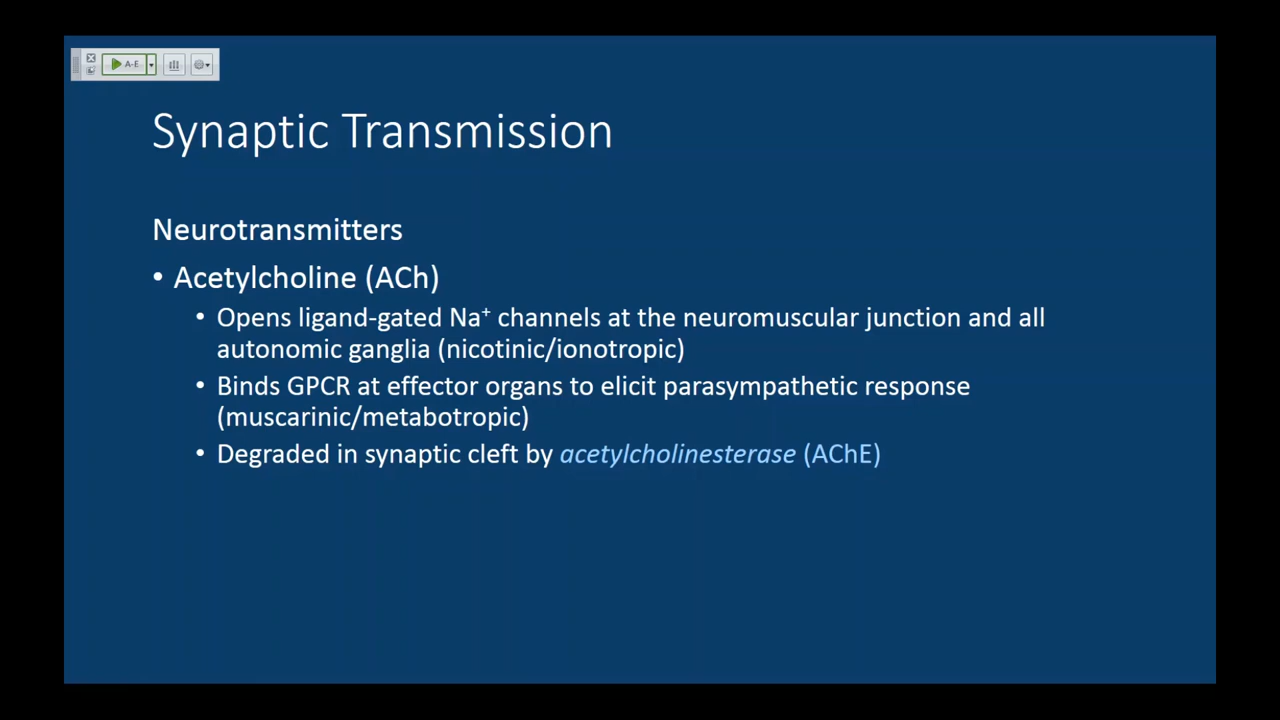 A-E
Synaptic Transmission
Neurotransmitters
• Acetylcholine (ACh)
• Opens ligand-gated Na⁺ channels at the neuromuscular junction and all
autonomic ganglia (nicotinic/ionotropic)
• Binds GPCR at effector organs to elicit parasympathetic response
(muscarinic/metabotropic)
• Degraded in synaptic cleft by acetylcholinesterase (AChE)